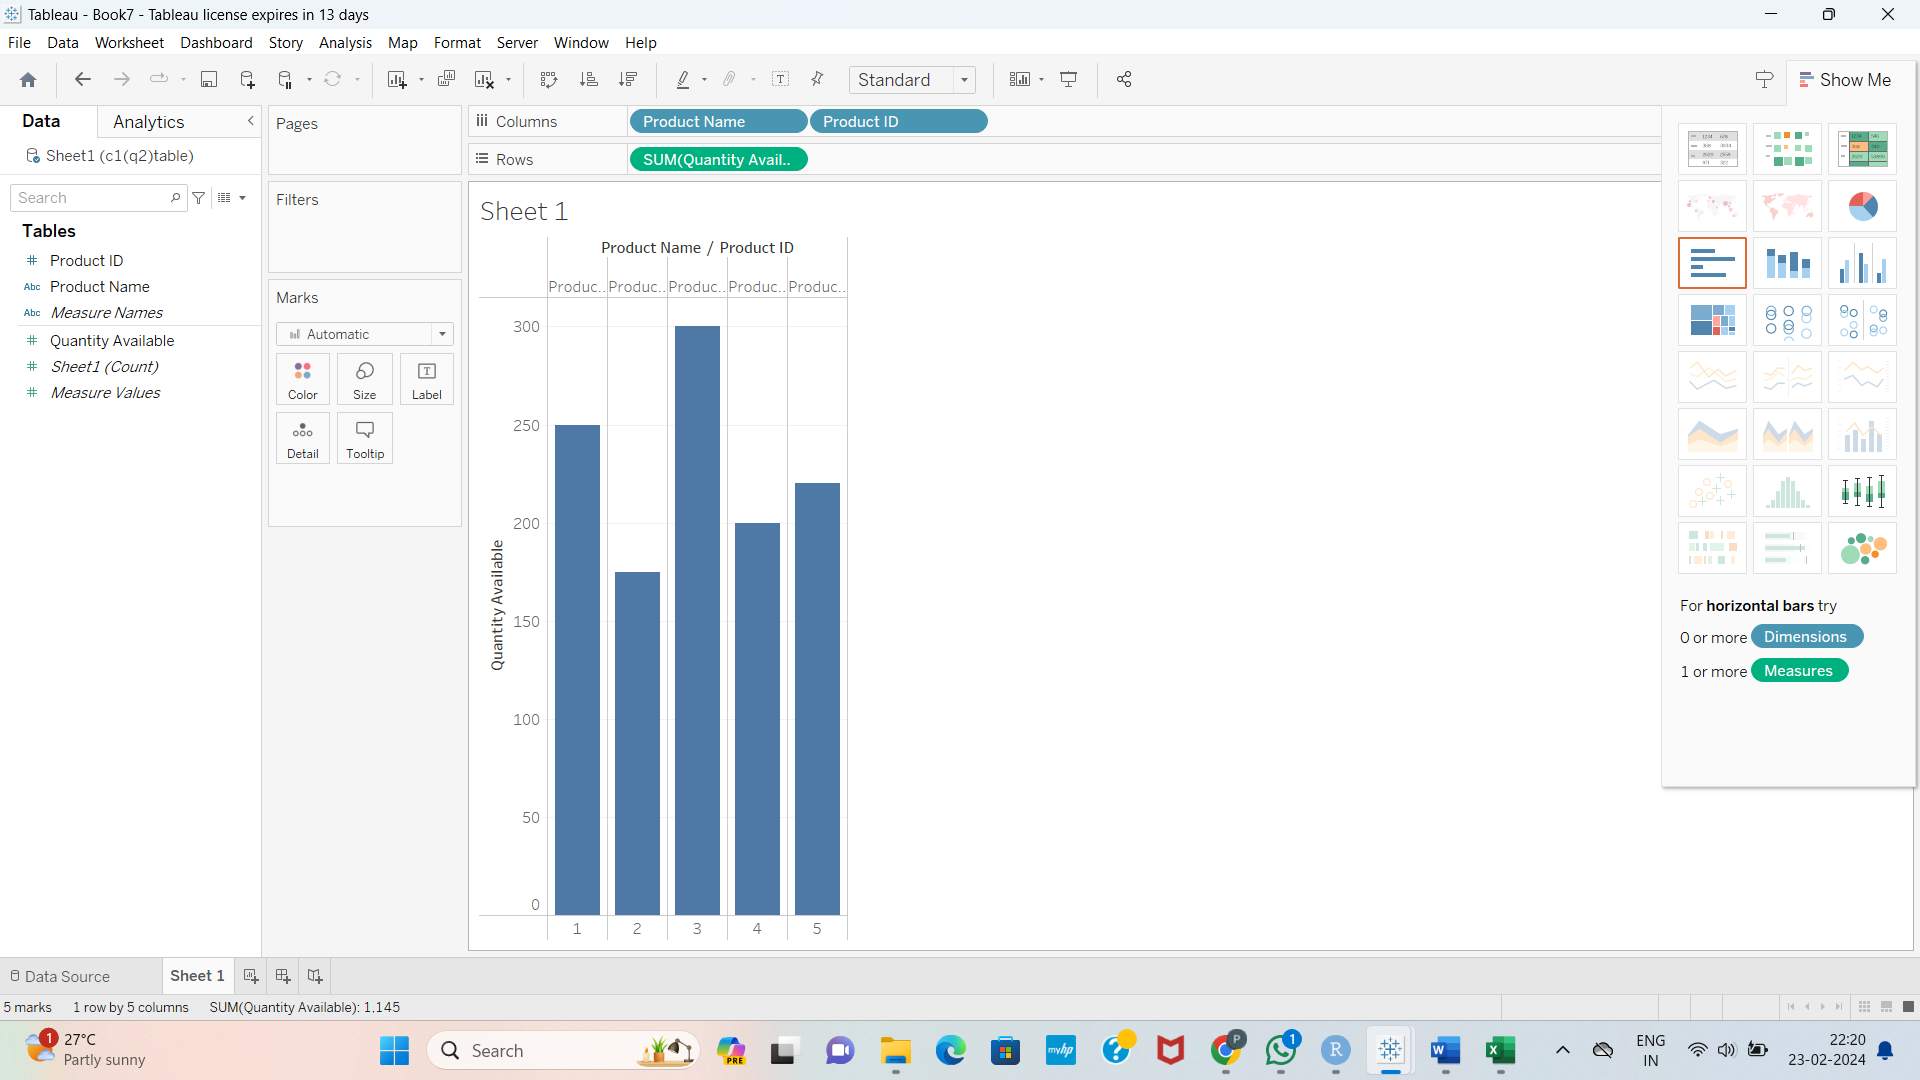 Tableau - Book7 - Tableau license expires in 13 days
File Data Worksheet Dashboard Story Analysis Map Format Server Window Help
Standard
Show Me
Data Analytics
Sheet1 (c1(q2)table)
Search
Tables
Product ID
Abc Product Name
Abc Measure Names
Quantity Available
Sheet1 (Count)
Measure Values
Pages
Filters
Marks
Automatic
Color Size Label
Detail Tooltip
Columns Product Name Product ID
Rows SUM(Quantity Avail..
Sheet 1
Product Name / Product ID
Produc.. Produc.. Produc.. Produc.. Produc..
300
250
200
150
100
50
0
Quantity Available
1 2 3 4 5
For horizontal bars try
0 or more Dimensions
1 or more Measures
Data Source Sheet 1
5 marks 1 row by 5 columns SUM(Quantity Available): 1,145
1 27°C
Partly sunny
Search
PRE
myhp
P
1
R
W
X
ENG
IN
22:20
23-02-2024